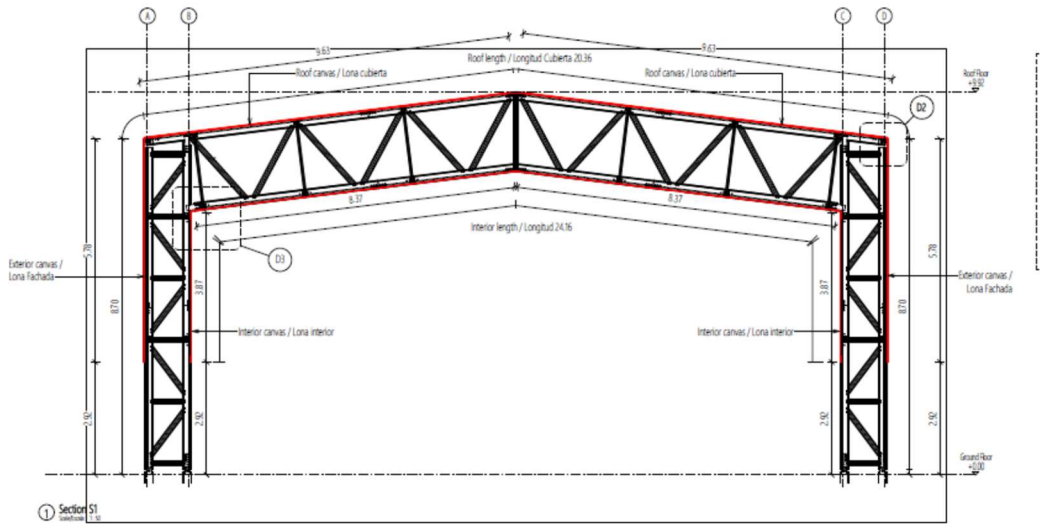 A
B
C
D
9.63
9.63
Roof length / Longitud Cubierta 20.36
Roof canvas / Lona cubierta
Roof canvas / Lona cubierta
Roof Floor
+9.92
D2
8.37
8.37
Interior length / Longitud 24.16
D3
5.78
5.78
Exterior canvas /
Lona Fachada
Exterior canvas /
Lona Fachada
8.70
8.70
3.87
3.87
Interior canvas / Lona interior
Interior canvas / Lona interior
2.92
2.92
2.92
2.92
Ground Floor
+0.00
1
Section S1